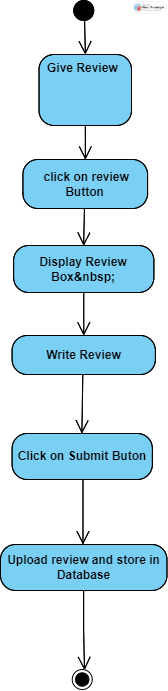 Give Review
click on review
Button
Display Review
Box&nbsp;
Write Review
Click on Submit Buton
Upload review and store in
Database